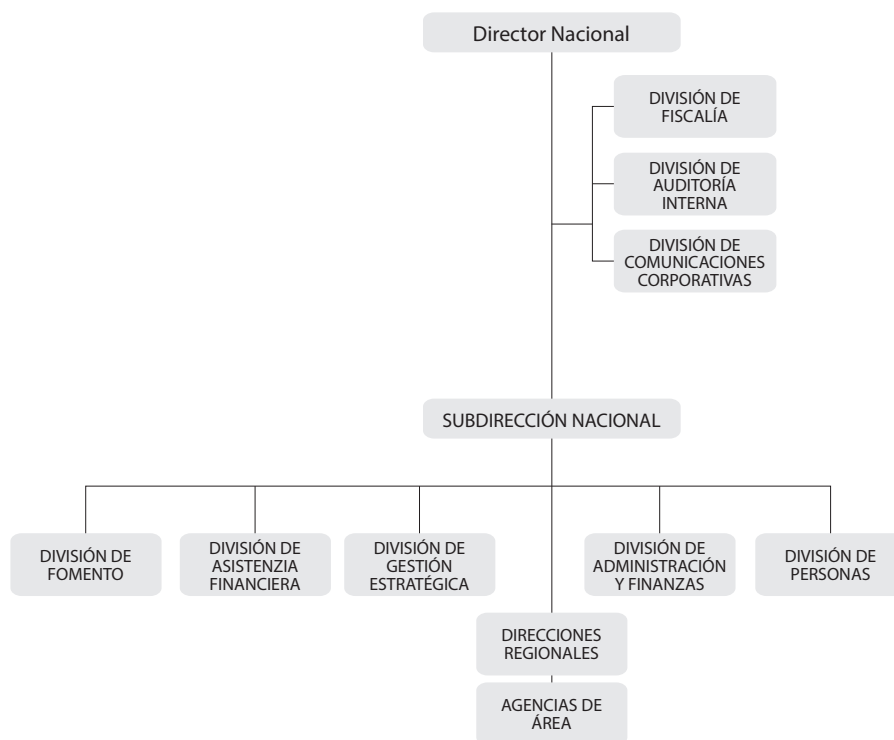 Director Nacional
DIVISIÓN DE
FISCALÍA
DIVISIÓN DE
AUDITORÍA
INTERNA
DIVISIÓN DE
COMUNICACIONES
CORPORATIVAS
SUBDIRECCIÓN NACIONAL
DIVISIÓN DE
FOMENTO
DIVISIÓN DE
ASISTENZIA
FINANCIERA
DIVISIÓN DE
GESTIÓN
ESTRATÉGICA
DIVISIÓN DE
ADMINISTRACIÓN
Y FINANZAS
DIVISIÓN DE
PERSONAS
DIRECCIONES
REGIONALES
AGENCIAS DE
ÁREA